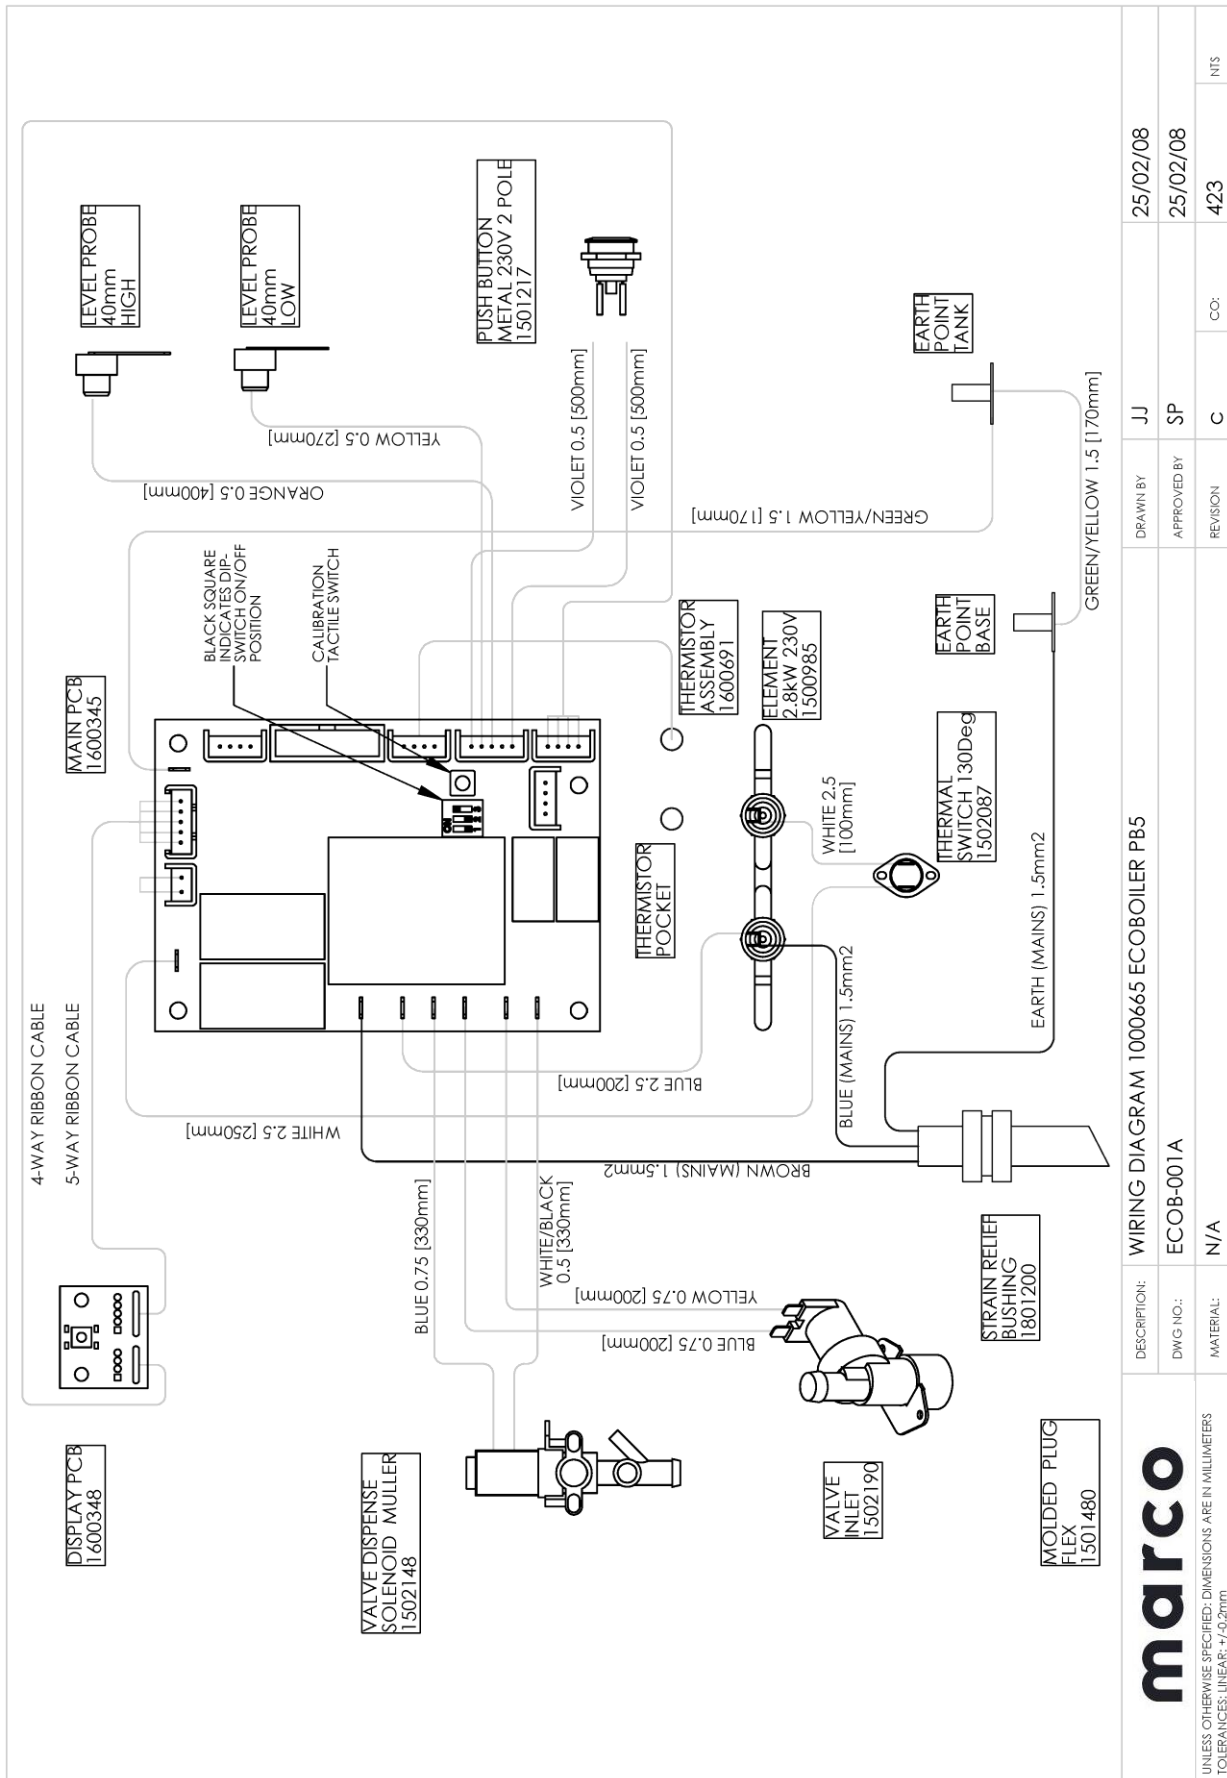 DISPLAY PCB
1600348
4-WAY RIBBON CABLE
5-WAY RIBBON CABLE
MAIN PCB
1600345
LEVEL PROBE
40mm
HIGH
LEVEL PROBE
40mm
LOW
BLACK SQUARE
INDICATES DIP-
SWITCH ON/OFF
POSITION
CALIBRATION
TACTILE SWITCH
ORANGE 0.5 [400mm]
YELLOW 0.5 [270mm]
PUSH BUTTON
METAL 230V 2 POLE
1501217
VIOLET 0.5 [500mm]
VIOLET 0.5 [500mm]
ON
1 2 3
WHITE 2.5 [250mm]
VALVE DISPENSE
SOLENOID MULLER
1502148
BLUE 0.75 [330mm]
WHITE/BLACK
0.5 [330mm]
BLUE 2.5 [200mm]
BROWN (MAINS) 1.5mm2
YELLOW 0.75 [200mm]
BLUE 0.75 [200mm]
THERMISTOR
POCKET
THERMISTOR
ASSEMBLY
1600691
GREEN/YELLOW 1.5 [170mm]
ELEMENT
2.8kW 230V
1500985
WHITE 2.5
[100mm]
BLUE (MAINS) 1.5mm2
VALVE
INLET
1502190
THERMAL
SWITCH 130Deg
1502087
EARTH
POINT
BASE
EARTH
POINT
TANK
STRAIN RELIEF
BUSHING
1801200
EARTH (MAINS) 1.5mm2
MOLDED PLUG
FLEX
1501480
GREEN/YELLOW 1.5 [170mm]
marco
UNLESS OTHERWISE SPECIFIED: DIMENSIONS ARE IN MILLIMETERS
TOLERANCES: LINEAR: +/-0.2mm
DESCRIPTION: WIRING DIAGRAM 1000665 ECOBOILER PB5
DRAWN BY JJ 25/02/08
DWG NO.: ECOB-001A
APPROVED BY SP 25/02/08
MATERIAL: N/A
REVISION C CO: 423 NTS